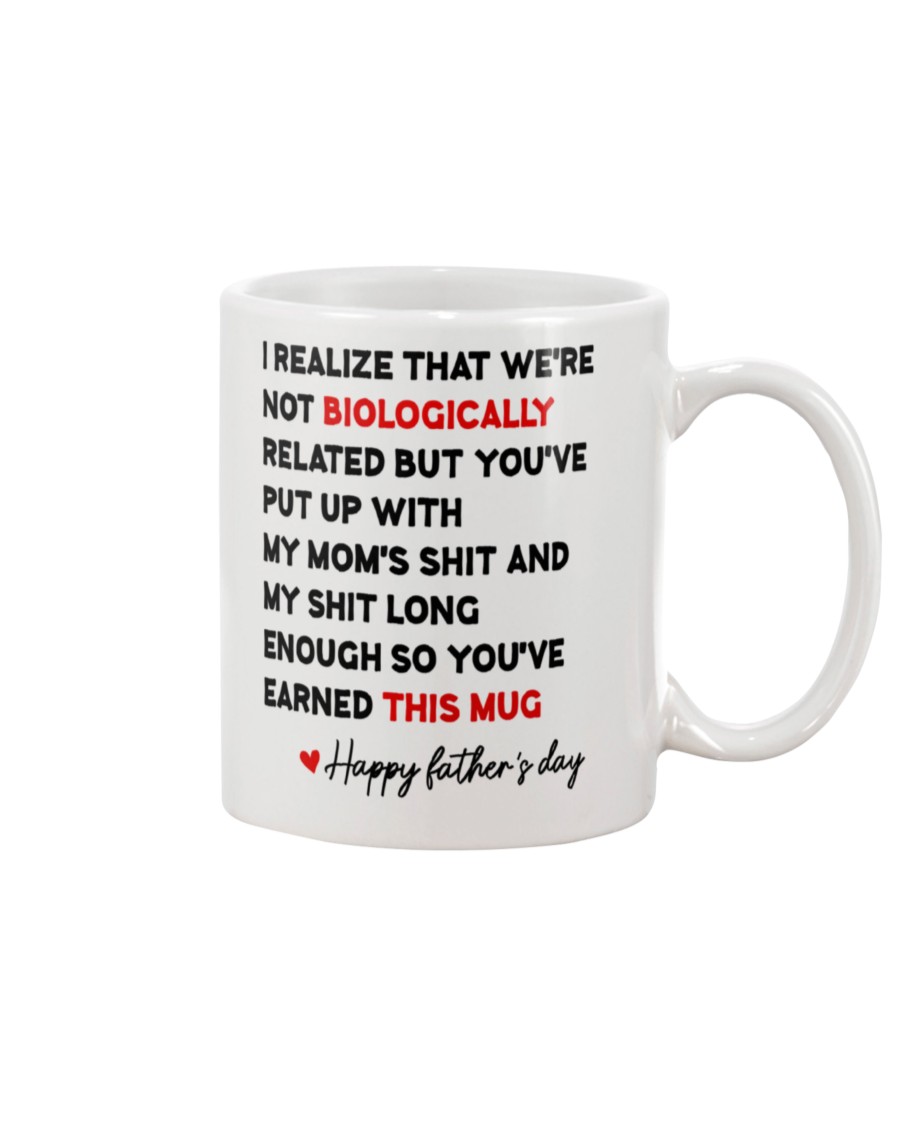 I REALIZE THAT WE'RE
NOT BIOLOGICALLY
RELATED BUT YOU'VE
PUT UP WITH
MY MOM'S SHIT AND
MY SHIT LONG
ENOUGH SO YOU'VE
EARNED THIS MUG
Happy father's day